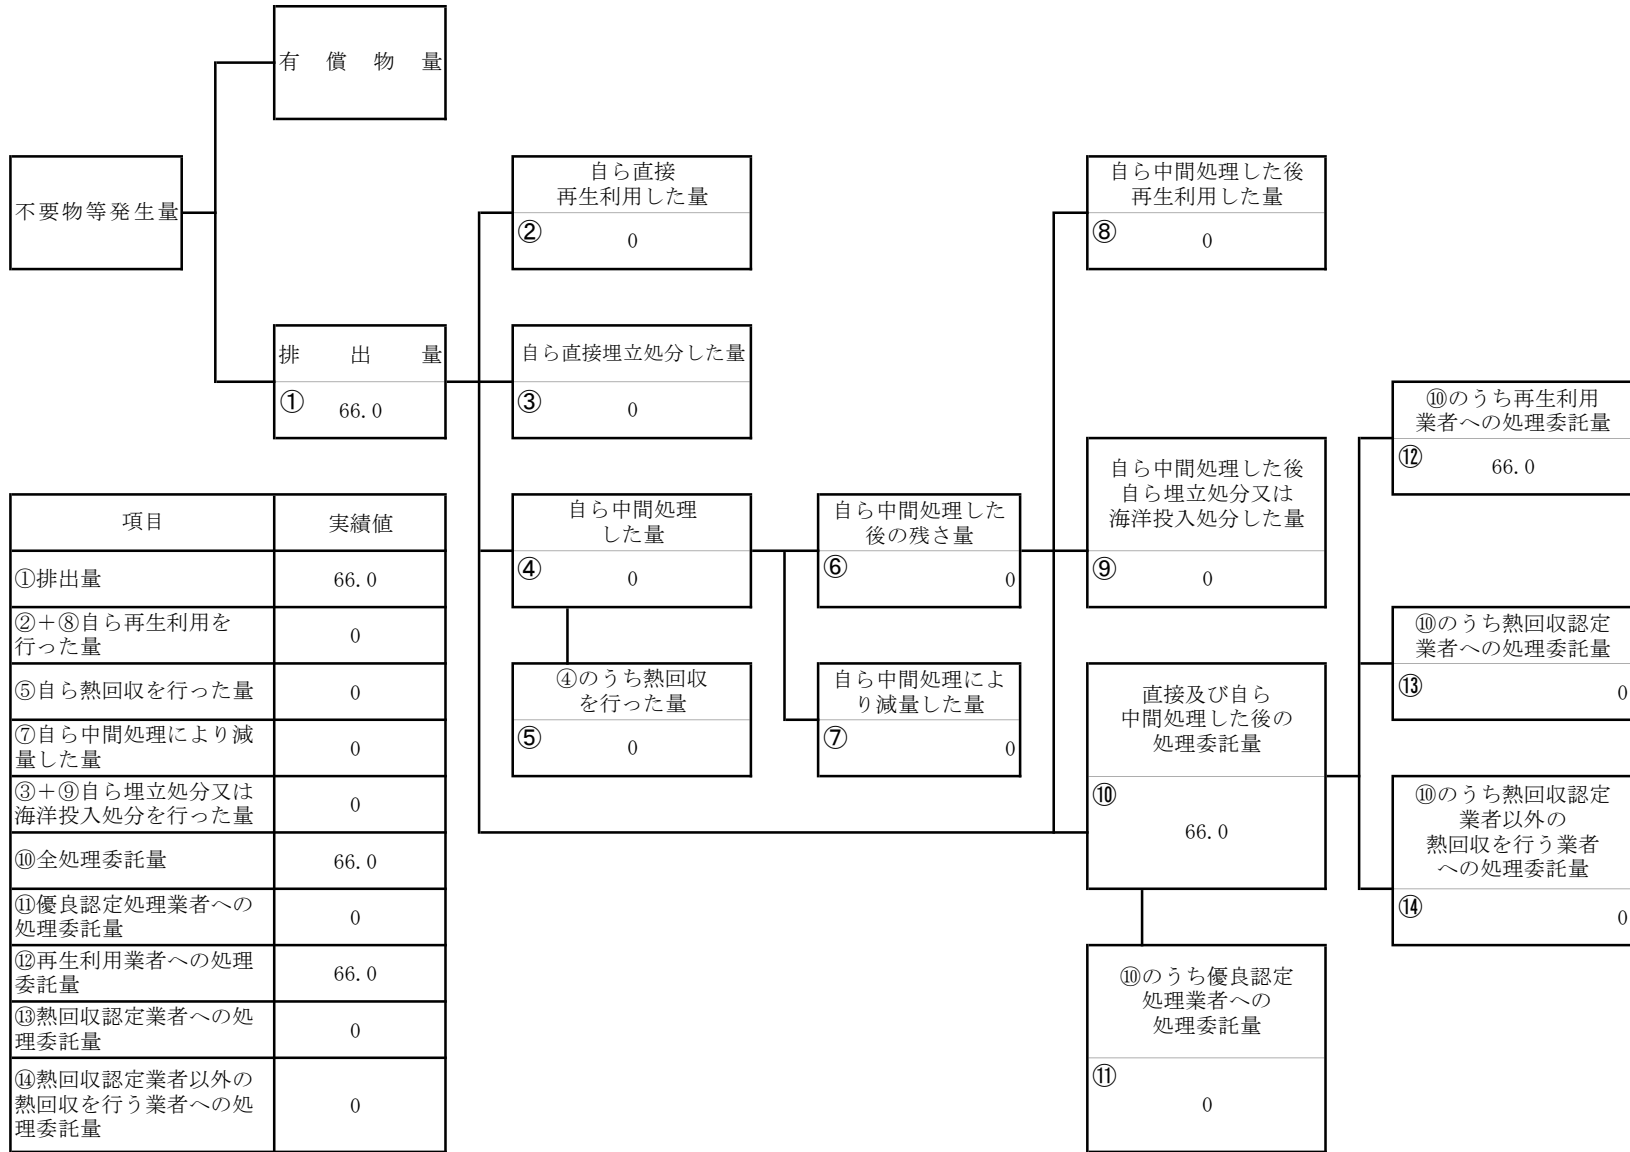 有償物量
不要物等発生量
排出量
①
66.0
自ら直接
再生利用した量
②
0
自ら直接埋立処分した量
③
0
自ら中間処理
した量
④
0
④のうち熱回収
を行った量
⑤
0
自ら中間処理した
後の残さ量
⑥
0
自ら中間処理によ
り減量した量
⑦
0
自ら中間処理した後
再生利用した量
⑧
0
自ら中間処理した後
自ら埋立処分又は
海洋投入処分した量
⑨
0
直接及び自ら
中間処理した後の
処理委託量
⑩
66.0
⑩のうち優良認定
処理業者への
処理委託量
⑪
0
⑩のうち再生利用
業者への処理委託量
⑫
66.0
⑩のうち熱回収認定
業者への処理委託量
⑬
0
⑩のうち熱回収認定
業者以外の
熱回収を行う業者
への処理委託量
⑭
0
項目 実績値
①排出量 66.0
②+⑧自ら再生利用を
行った量 0
⑤自ら熱回収を行った量 0
⑦自ら中間処理により減
量した量 0
③+⑨自ら埋立処分又は
海洋投入処分を行った量 0
⑩全処理委託量 66.0
⑪優良認定処理業者への
処理委託量 0
⑫再生利用業者への処理
委託量 66.0
⑬熱回収認定業者への処
理委託量 0
⑭熱回収認定業者以外の
熱回収を行う業者への処
理委託量 0